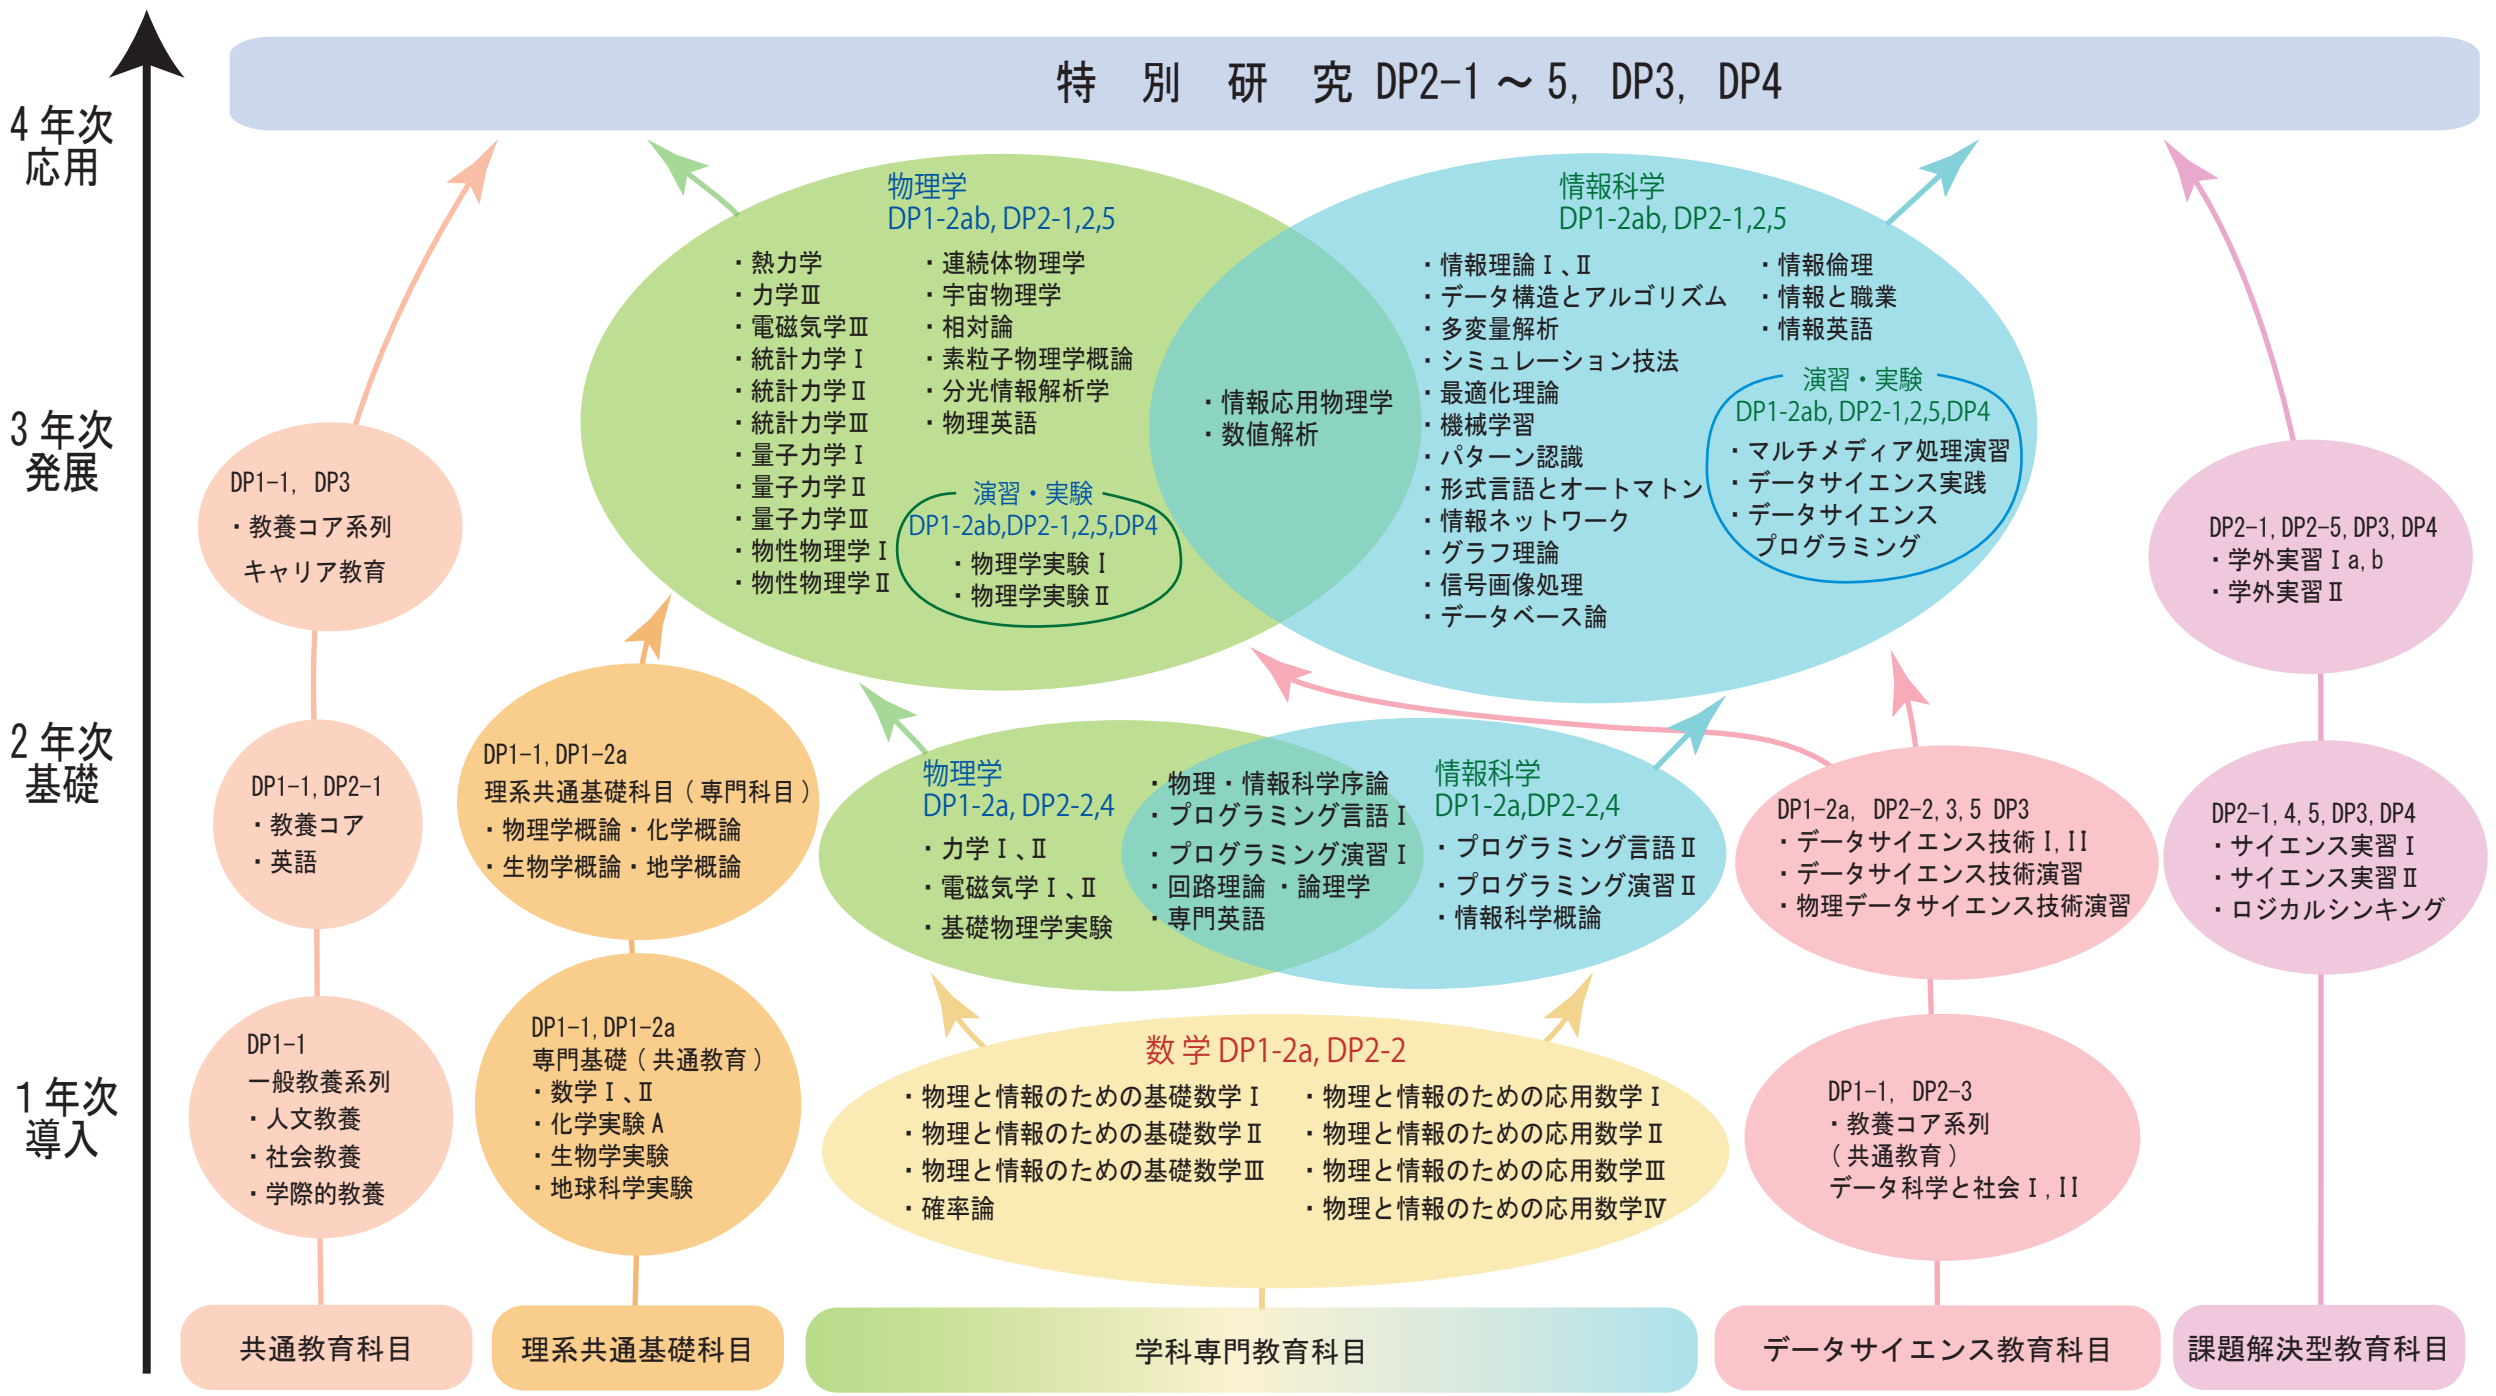 特 別 研 究 DP2-1～5, DP3, DP4
4年次
応用
3年次
発展
2年次
基礎
1年次
導入
DP1-1, DP3
・教養コア系列
キャリア教育
DP1-1,DP2-1
・教養コア
・英語
DP1-1
一般教養系列
・人文教養
・社会教養
・学際的教養
共通教育科目
DP1-1,DP1-2a
理系共通基礎科目(専門科目)
・物理学概論・化学概論
・生物学概論・地学概論
DP1-1,DP1-2a
専門基礎(共通教育)
・数学Ⅰ、Ⅱ
・化学実験A
・生物学実験
・地球科学実験
理系共通基礎科目
物理学
DP1-2ab, DP2-1,2,5
・熱力学
・力学Ⅲ
・電磁気学Ⅲ
・統計力学Ⅰ
・統計力学Ⅱ
・統計力学Ⅲ
・量子力学Ⅰ
・量子力学Ⅱ
・量子力学Ⅲ
・物性物理学Ⅰ
・物性物理学Ⅱ
・連続体物理学
・宇宙物理学
・相対論
・素粒子物理学概論
・分光情報解析学
・物理英語
演習・実験
DP1-2ab,DP2-1,2,5,DP4
・物理学実験Ⅰ
・物理学実験Ⅱ
・情報応用物理学
・数値解析
情報科学
DP1-2ab, DP2-1,2,5
・情報理論Ⅰ、Ⅱ
・データ構造とアルゴリズム
・多変量解析
・シミュレーション技法
・最適化理論
・機械学習
・パターン認識
・形式言語とオートマトン
・情報ネットワーク
・グラフ理論
・信号画像処理
・データベース論
・情報倫理
・情報と職業
・情報英語
演習・実験
DP1-2ab, DP2-1,2,5,DP4
・マルチメディア処理演習
・データサイエンス実践
・データサイエンス
プログラミング
物理学
DP1-2a, DP2-2,4
・力学Ⅰ、Ⅱ
・電磁気学Ⅰ、Ⅱ
・基礎物理学実験
・物理・情報科学序論
・プログラミング言語Ⅰ
・プログラミング演習Ⅰ
・回路理論 ・論理学
・専門英語
情報科学
DP1-2a,DP2-2,4
・プログラミング言語Ⅱ
・プログラミング演習Ⅱ
・情報科学概論
数学 DP1-2a, DP2-2
・物理と情報のための基礎数学Ⅰ
・物理と情報のための基礎数学Ⅱ
・物理と情報のための基礎数学Ⅲ
・確率論
・物理と情報のための応用数学Ⅰ
・物理と情報のための応用数学Ⅱ
・物理と情報のための応用数学Ⅲ
・物理と情報のための応用数学Ⅳ
学科専門教育科目
DP1-2a, DP2-2,3,5 DP3
・データサイエンス技術I,II
・データサイエンス技術演習
・物理データサイエンス技術演習
DP1-1, DP2-3
・教養コア系列
(共通教育)
データ科学と社会Ⅰ,II
データサイエンス教育科目
DP2-1,DP2-5,DP3,DP4
・学外実習Ⅰa,b
・学外実習Ⅱ
DP2-1,4,5,DP3,DP4
・サイエンス実習Ⅰ
・サイエンス実習Ⅱ
・ロジカルシンキング
課題解決型教育科目